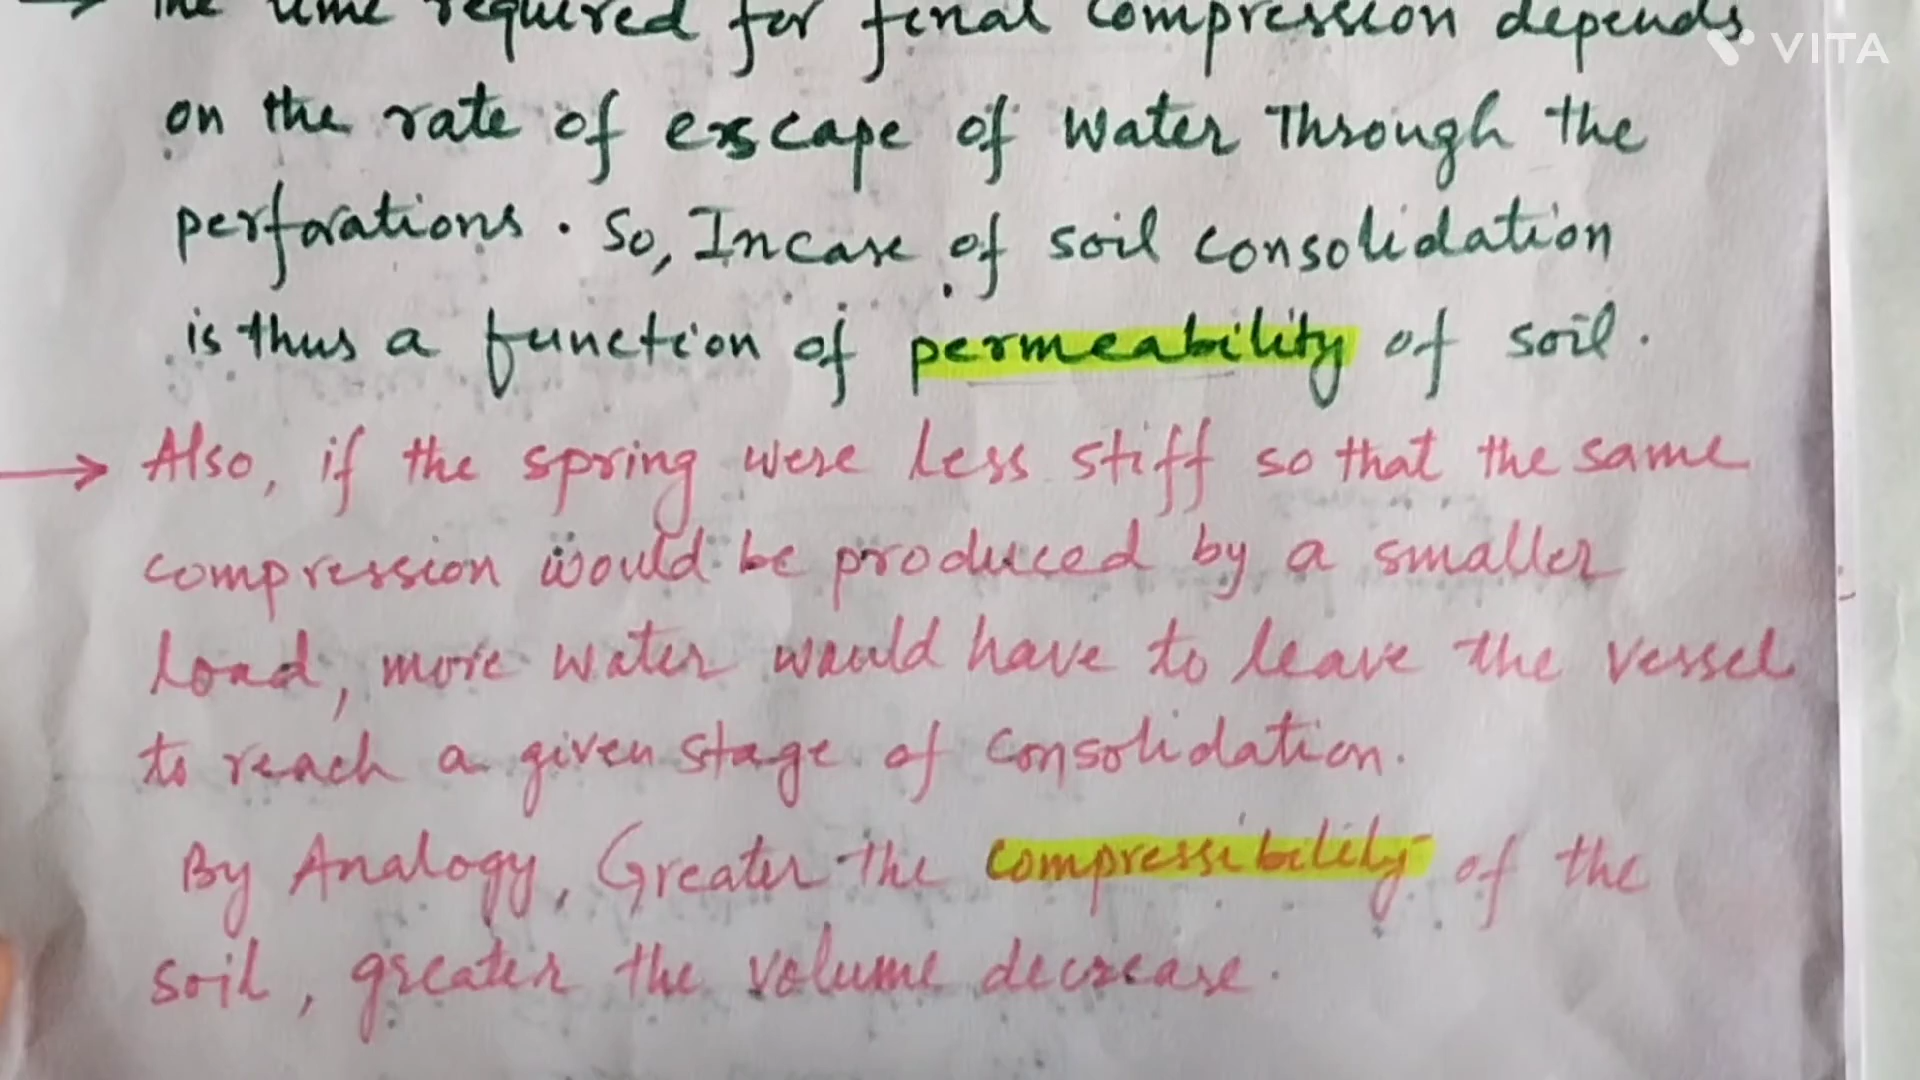 The time required for final compression depends
VITA
on the rate of escape of water Through the
perforations. So, Incase of soil consolidation
is thus a function of permeability of soil.
Also, if the spring were less stiff so that the same
compression would be produced by a smaller
load, more water would have to leave the vessel
to reach a given stage of consolidation.
By Analogy, Greater the compressibility of the
soil, greater the volume decrease.